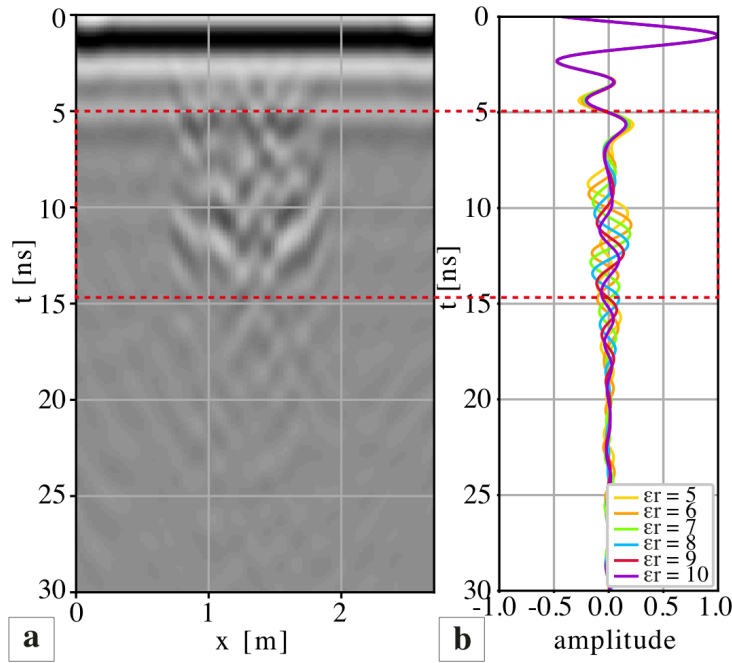 0
5
10
15
20
25
30
t [ns]
0
1
2
x [m]
a
0
5
10
15
20
25
30
t [ns]
εr = 5
εr = 6
εr = 7
εr = 8
εr = 9
εr = 10
-1.0
-0.5
0.0
0.5
1.0
amplitude
b